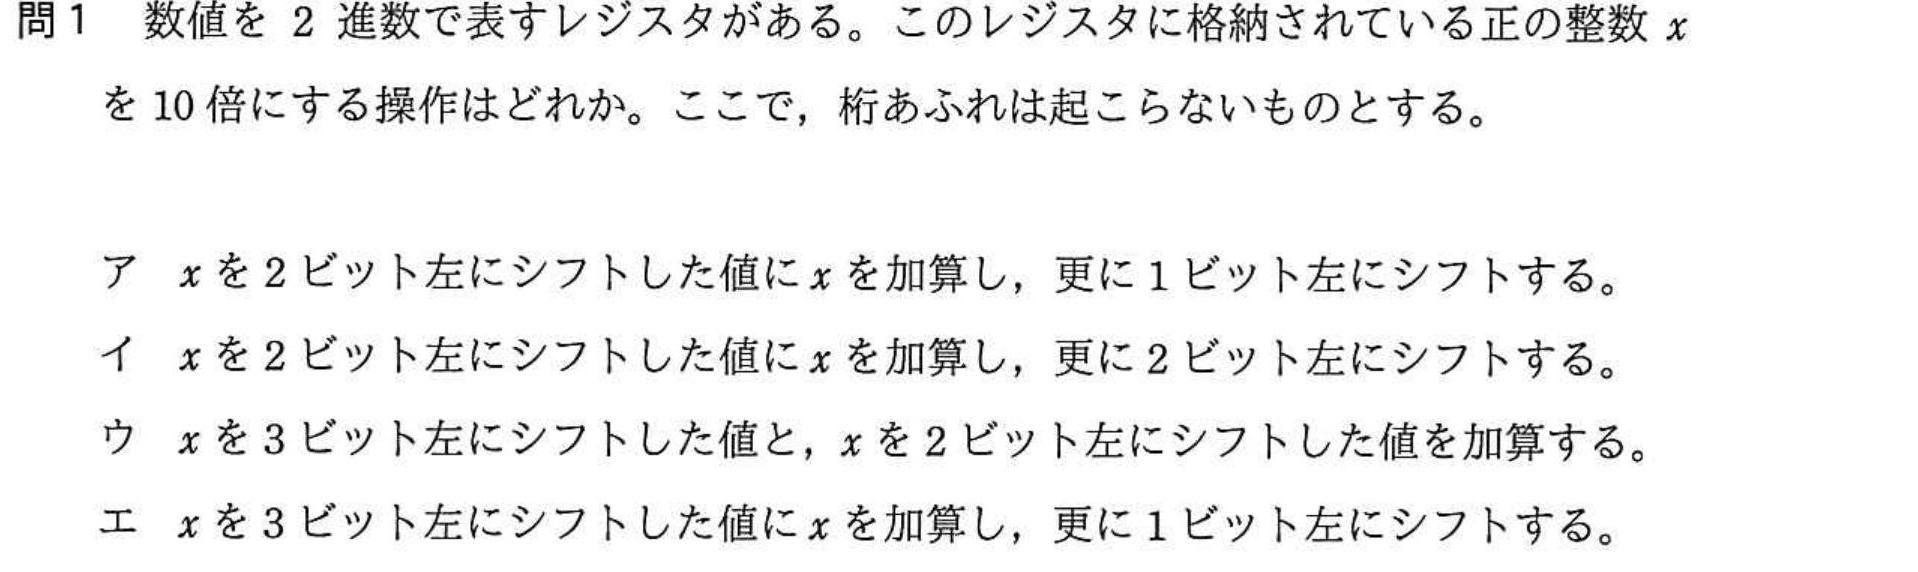 問1 数値を 2 進数で表すレジスタがある。このレジスタに格納されている正の整数 x
を 10 倍にする操作はどれか。ここで，桁あふれは起こらないものとする。
ア x を 2 ビット左にシフトした値に x を加算し，更に 1 ビット左にシフトする。
イ x を 2 ビット左にシフトした値に x を加算し，更に 2 ビット左にシフトする。
ウ x を 3 ビット左にシフトした値と，x を 2 ビット左にシフトした値を加算する。
エ x を 3 ビット左にシフトした値に x を加算し，更に 1 ビット左にシフトする。